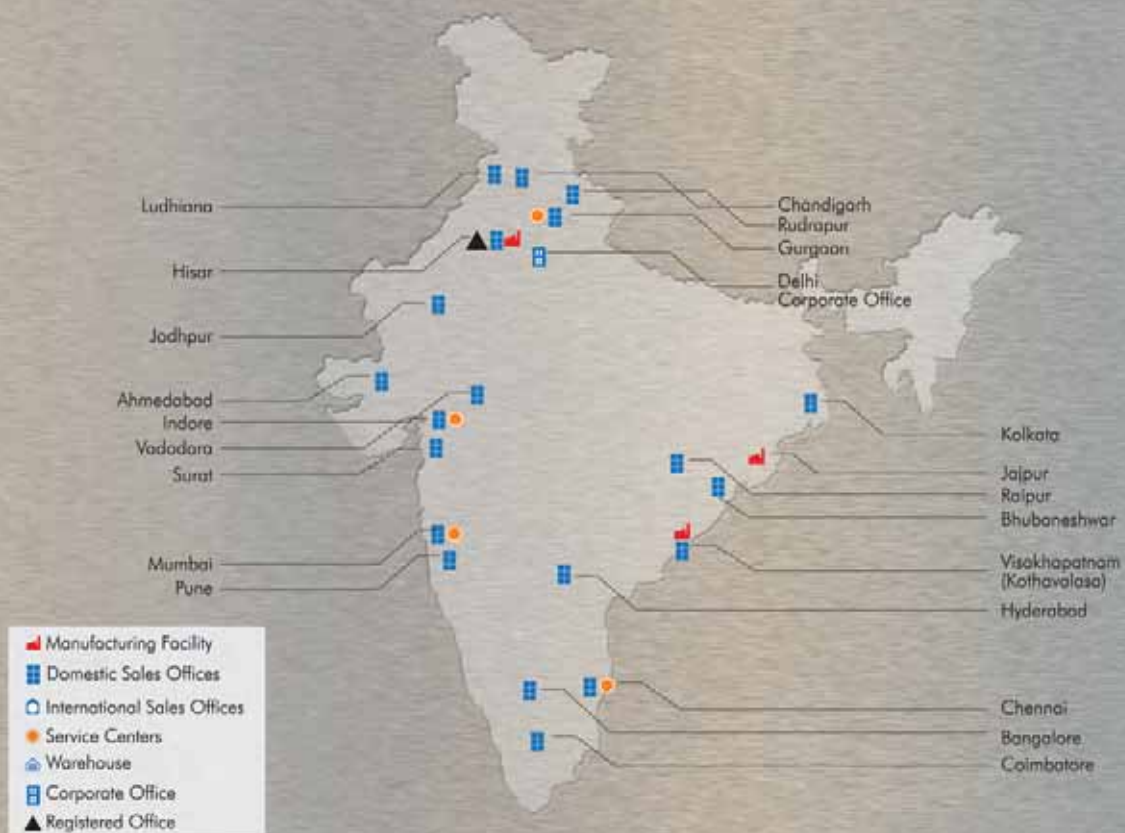 Ludhiana
Hisar
Jodhpur
Ahmedabad
Indore
Vadodara
Surat
Mumbai
Pune
Chandigarh
Rudrapur
Gurgaon
Delhi
Corporate Office
Kolkata
Jajpur
Raipur
Bhubaneshwar
Visakhapatnam
(Kothavalasa)
Hyderabad
Chennai
Bangalore
Coimbatore
Manufacturing Facility
Domestic Sales Offices
International Sales Offices
Service Centers
Warehouse
Corporate Office
Registered Office